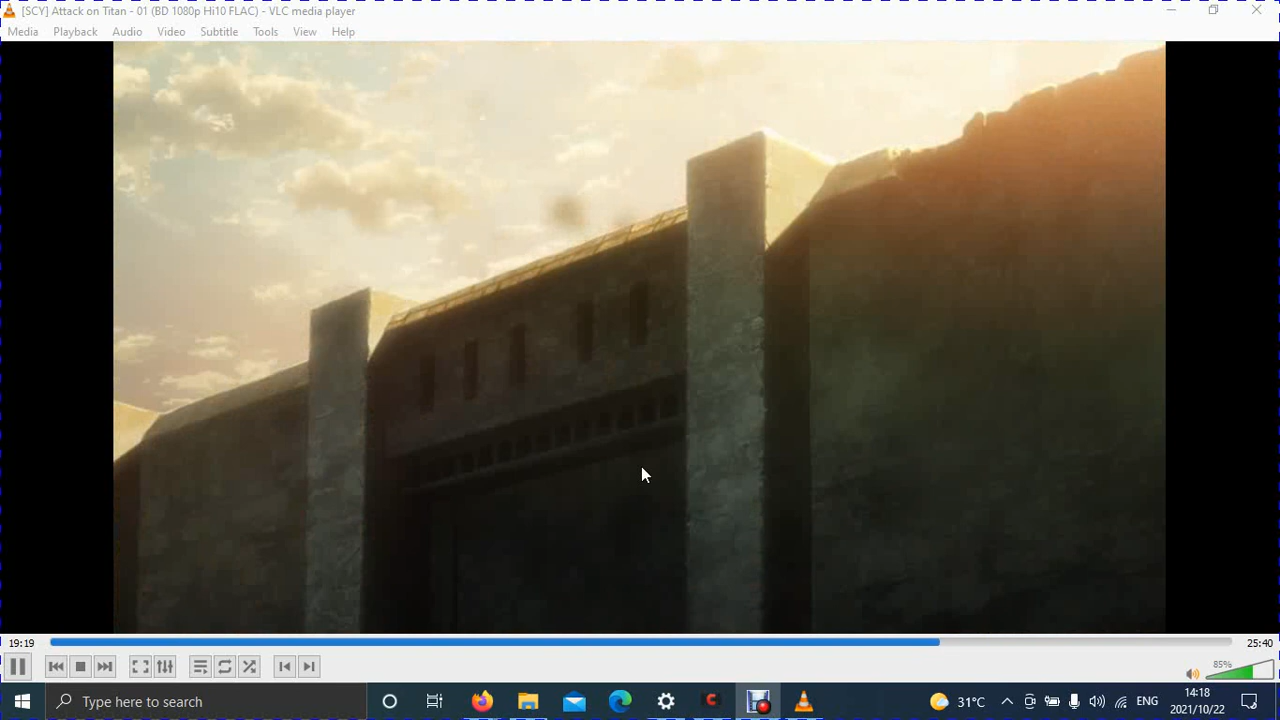 [SCY] Attack on Titan - 01 (BD 1080p Hi10 FLAC) - VLC media player
Media Playback Audio Video Subtitle Tools View Help
19:19 25:40
85%
Type here to search 31°C ENG 14:18
2021/10/22